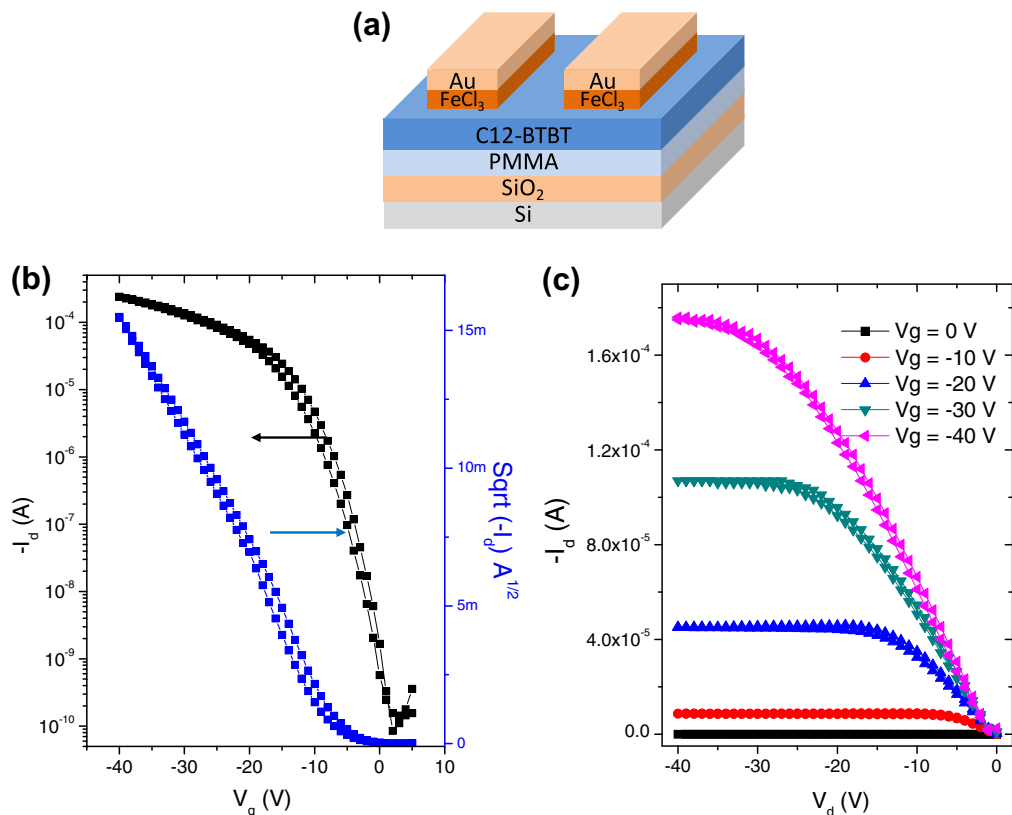 (a)
Au
Au
FeCl3
FeCl3
C12-BTBT
PMMA
SiO2
Si
(b)
-Id (A)
10-4
10-5
10-6
10-7
10-8
10-9
10-10
15m
10m
5m
0
Sqrt (-Id) A1/2
-40 -30 -20 -10 0 10
Vg (V)
(c)
-Id (A)
1.6x10-4
1.2x10-4
8.0x10-5
4.0x10-5
0.0
Vg = 0 V
Vg = -10 V
Vg = -20 V
Vg = -30 V
Vg = -40 V
-40 -30 -20 -10 0
Vd (V)